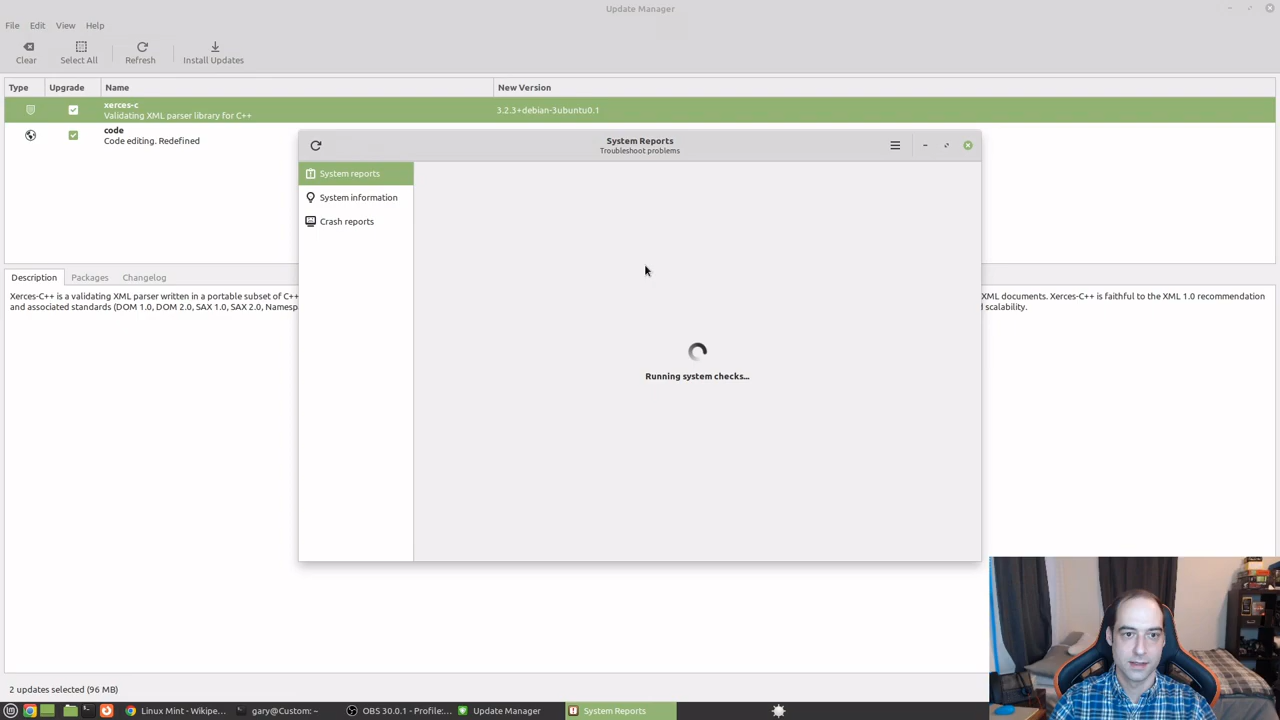 Update Manager
File Edit View Help
Clear Select All Refresh Install Updates
Type Upgrade Name New Version
xerces-c
Validating XML parser library for C++ 3.2.3+debian-3ubuntu0.1
code
Code editing. Redefined
System Reports
Troubleshoot problems
System reports
System information
Crash reports
Running system checks...
Description Packages Changelog
Xerces-C++ is a validating XML parser written in a portable subset of C++ XML documents. Xerces-C++ is faithful to the XML 1.0 recommendation
and associated standards (DOM 1.0, DOM 2.0, SAX 1.0, SAX 2.0, Namesp scalability.
2 updates selected (96 MB)
Linux Mint - Wikipe... gary@Custom: ~ OBS 30.0.1 - Profile:... Update Manager System Reports